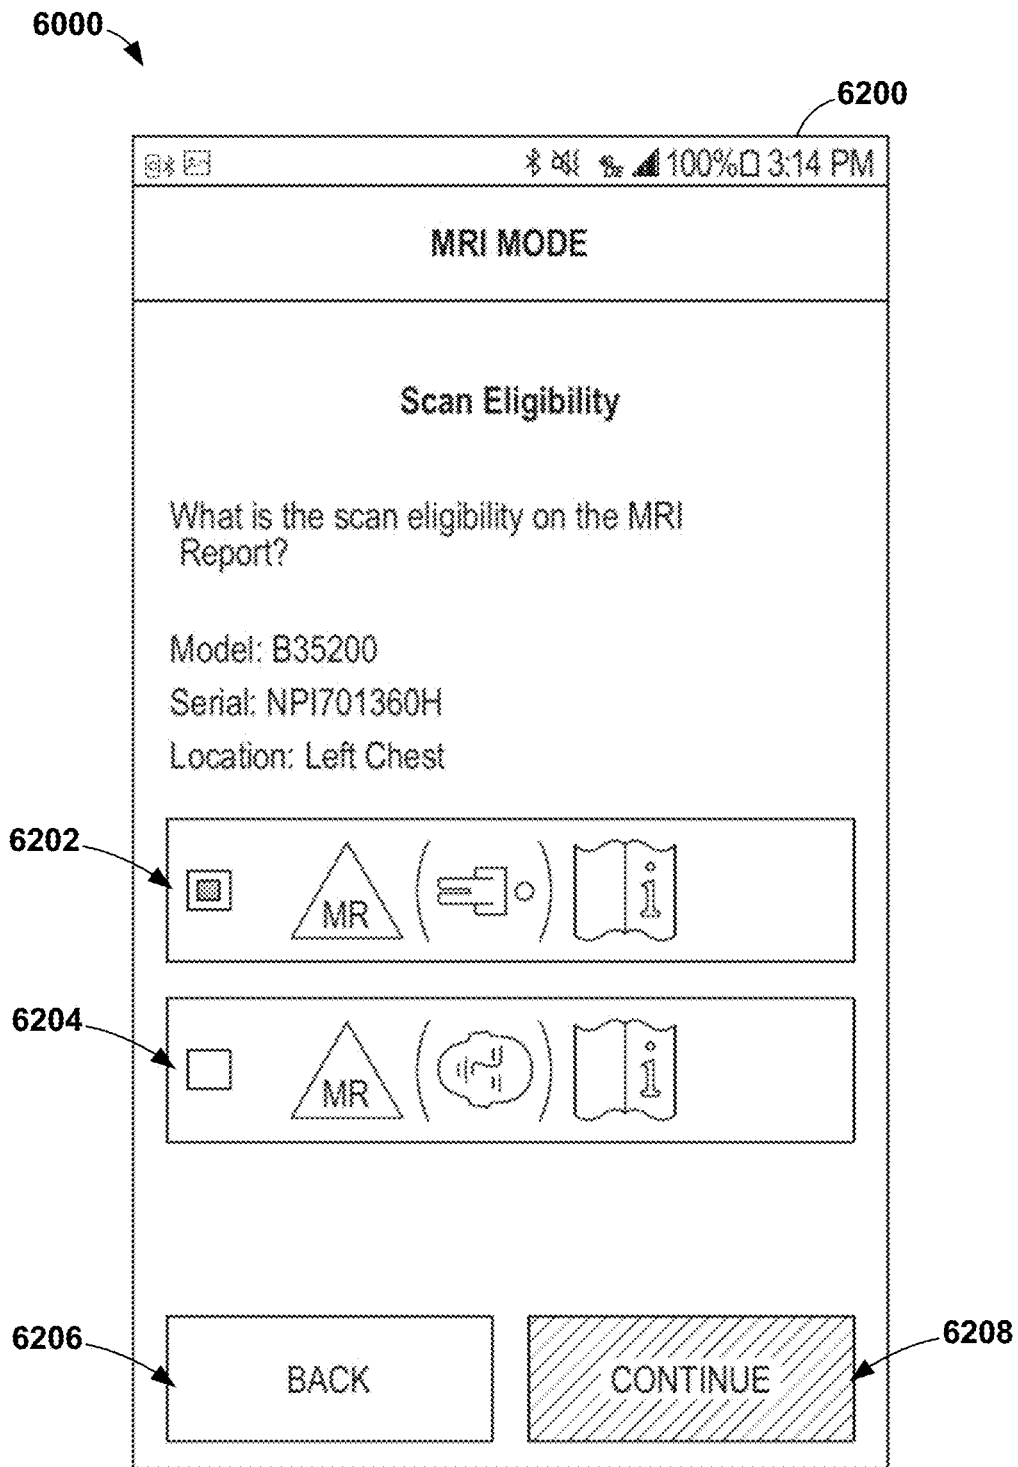 6000
6200
100% 3:14 PM
MRI MODE
Scan Eligibility
What is the scan eligibility on the MRI
Report?
Model: B35200
Serial: NPI701360H
Location: Left Chest
6202
MR i
6204
MR i
6206
BACK
CONTINUE
6208